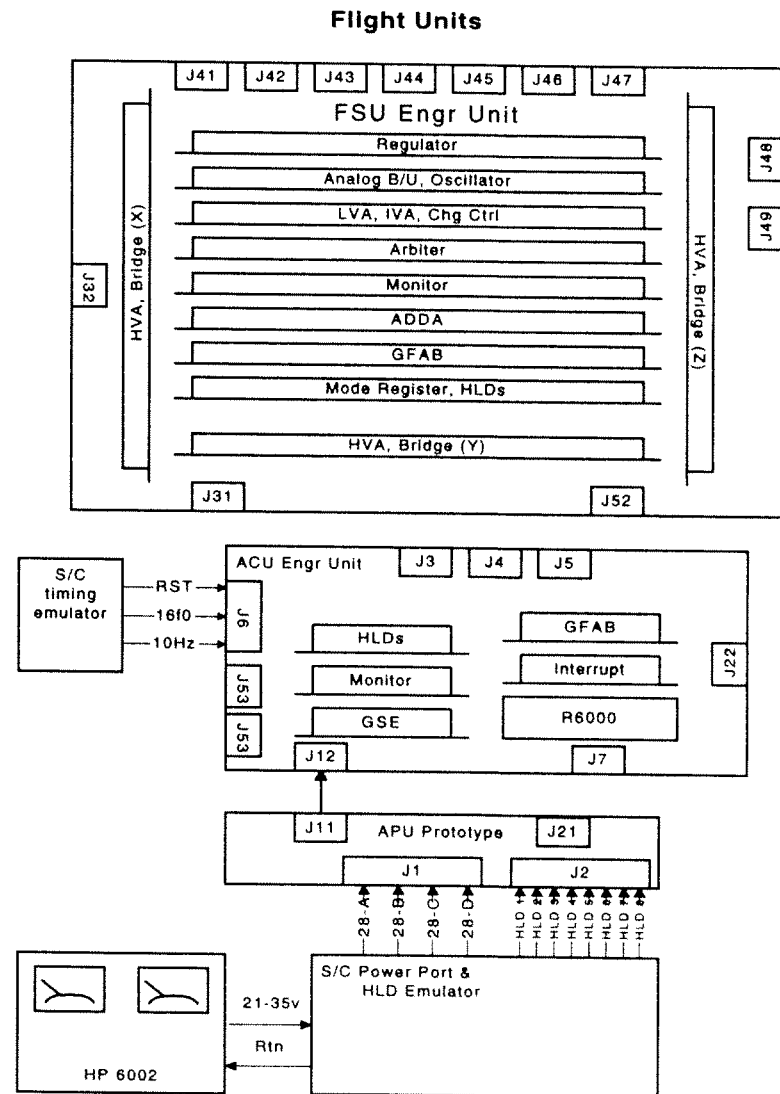 Flight Units
J41 J42 J43 J44 J45 J46 J47
FSU Engr Unit
Regulator
Analog B/U, Oscillator
LVA, IVA, Chg Ctrl
Arbiter
Monitor
ADDA
GFAB
Mode Register, HLDs
HVA, Bridge (Y)
HVA, Bridge (X)
HVA, Bridge (Z)
J32
J48
J49
J31
J52
S/C
timing
emulator
RST
16f0
10Hz
ACU Engr Unit
J3 J4 J5
J6
J53
J53
J22
HLDs
Monitor
GSE
GFAB
Interrupt
R6000
J12
J7
J11
APU Prototype
J21
J1
J2
28-A
28-B
28-C
28-D
HLD 1
HLD 2
HLD 3
HLD 4
HLD 5
HLD 6
HLD 7
HLD 8
S/C Power Port &
HLD Emulator
21-35v
Rtn
HP 6002